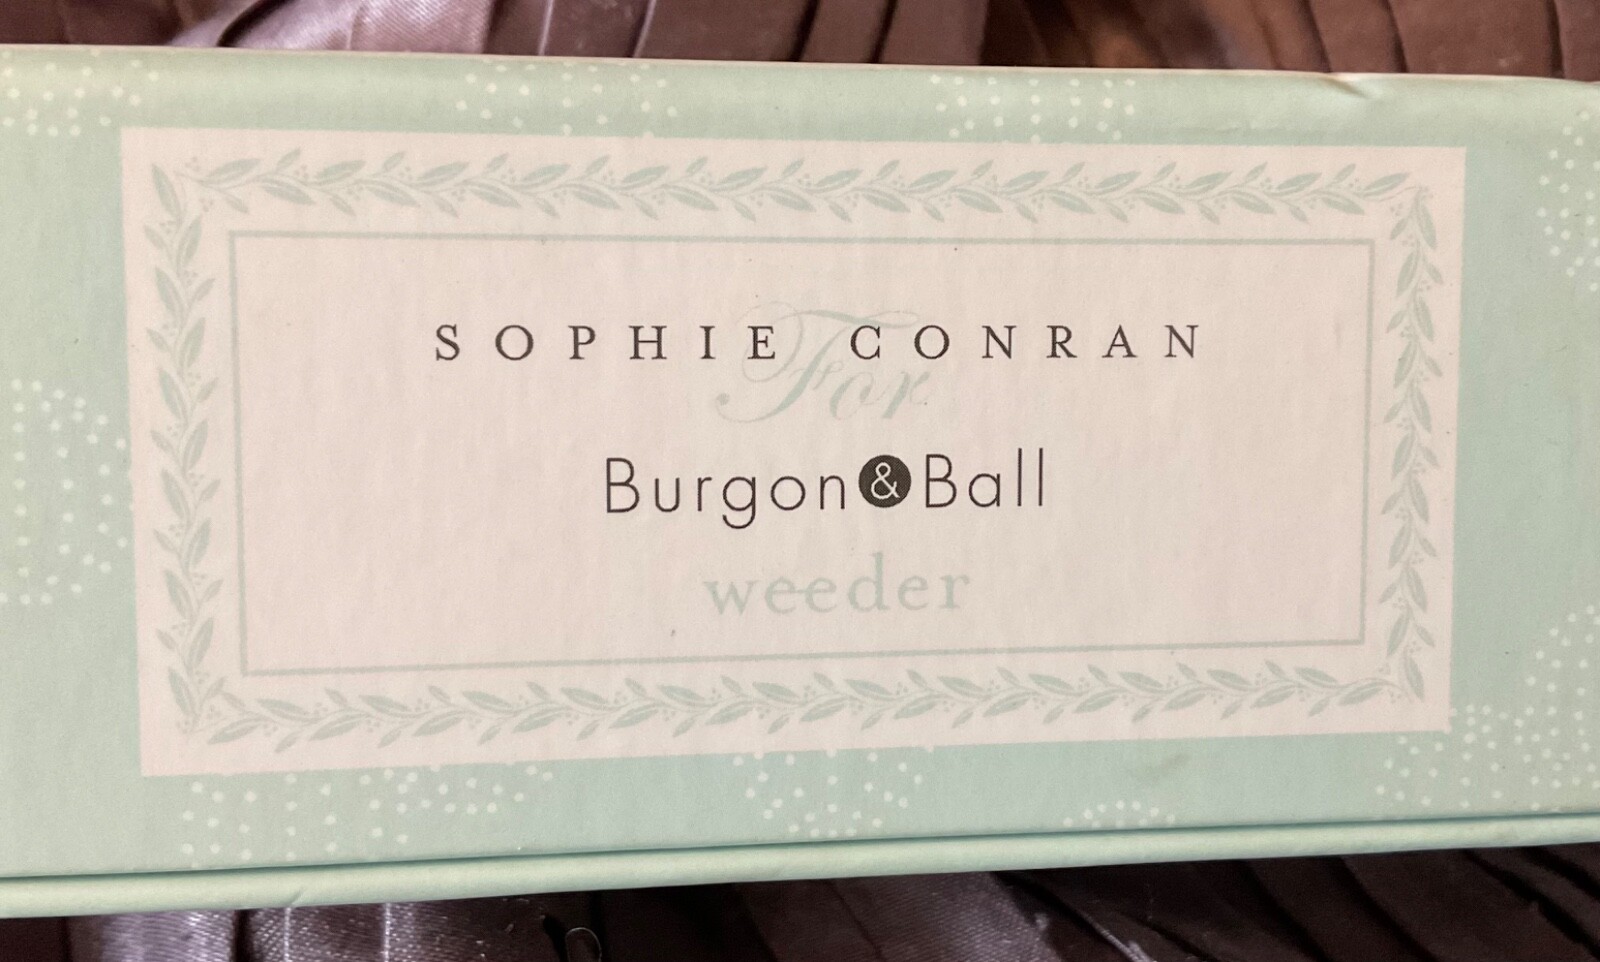 SOPHIE CONRAN
For
Burgon & Ball
weeder